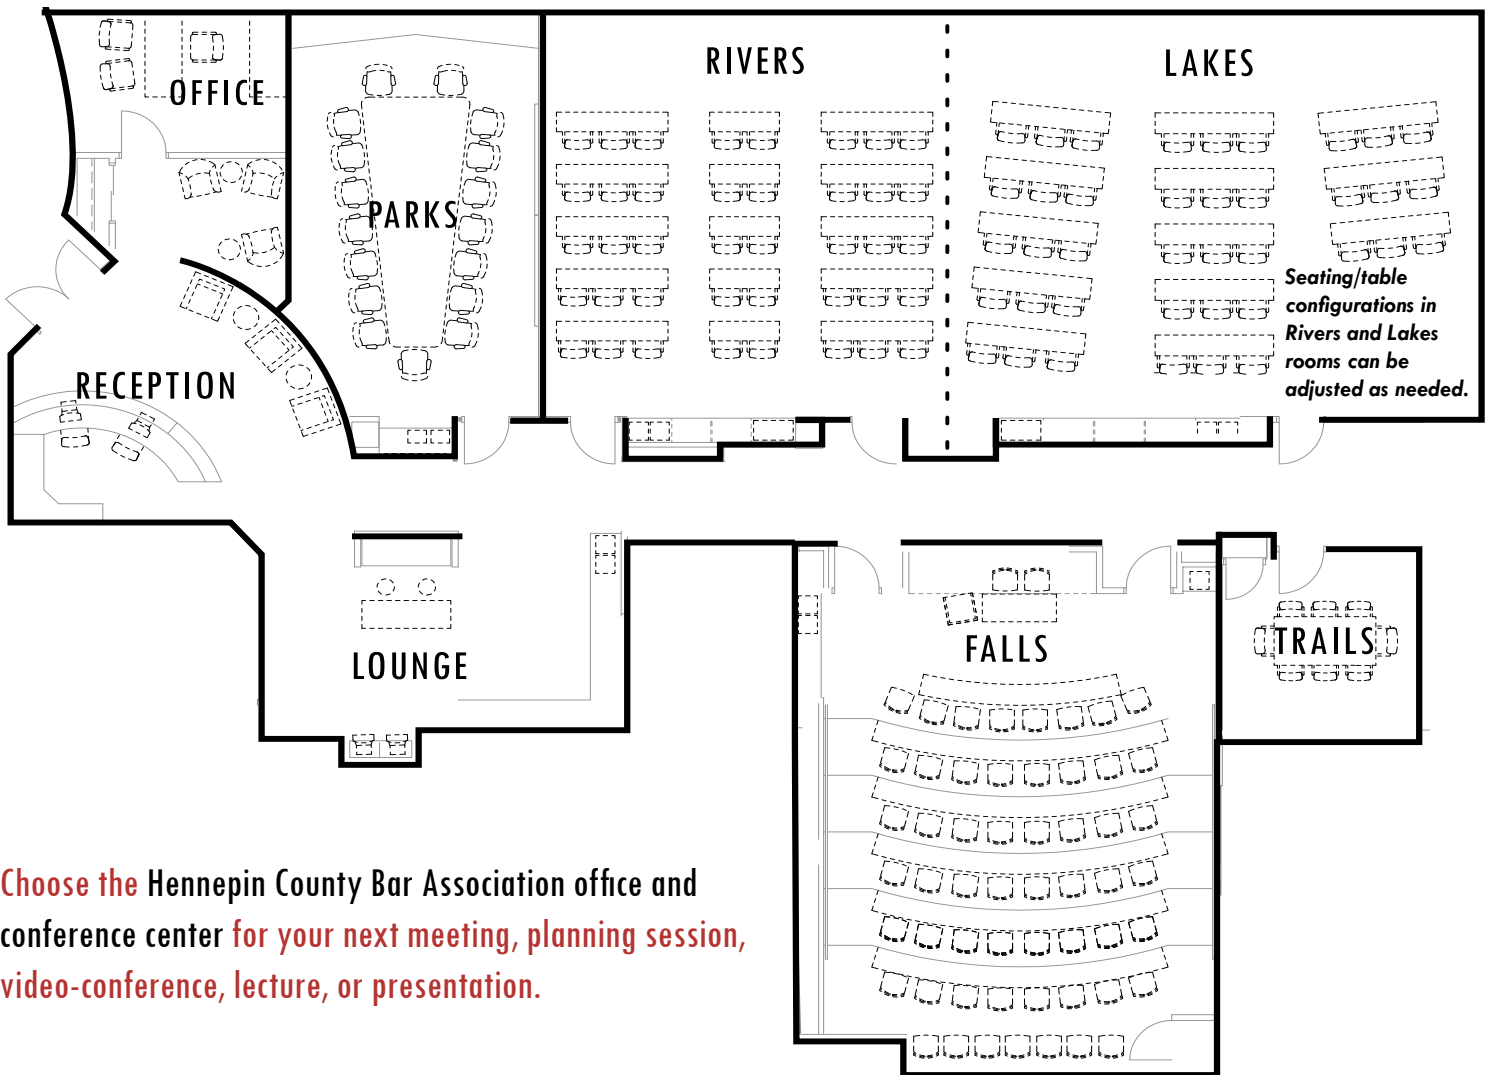 RIVERS
LAKES
OFFICE
PARKS
Seating/table
configurations in
Rivers and Lakes
rooms can be
adjusted as needed.
RECEPTION
LOUNGE
FALLS
TRAILS
Choose the Hennepin County Bar Association office and
conference center for your next meeting, planning session,
video-conference, lecture, or presentation.